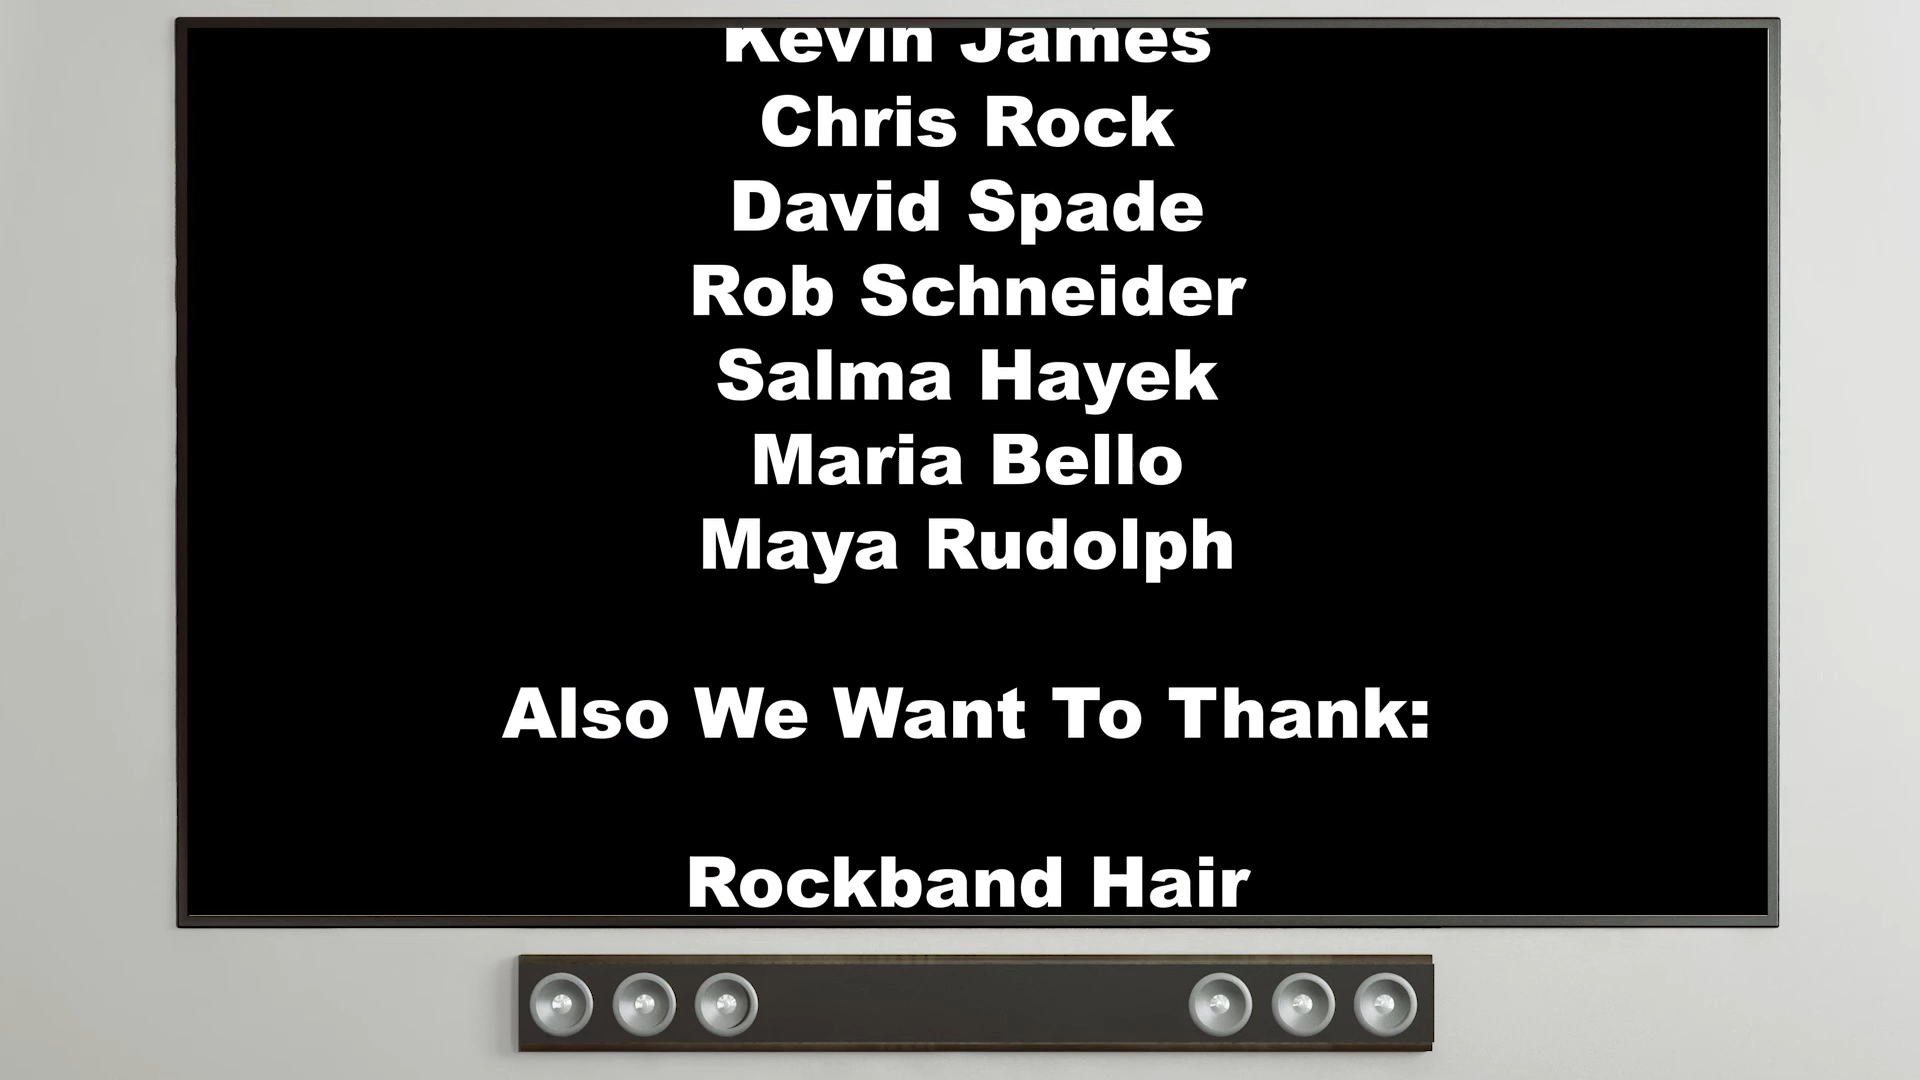 Kevin James
Chris Rock
David Spade
Rob Schneider
Salma Hayek
Maria Bello
Maya Rudolph
Also We Want To Thank:
Rockband Hair